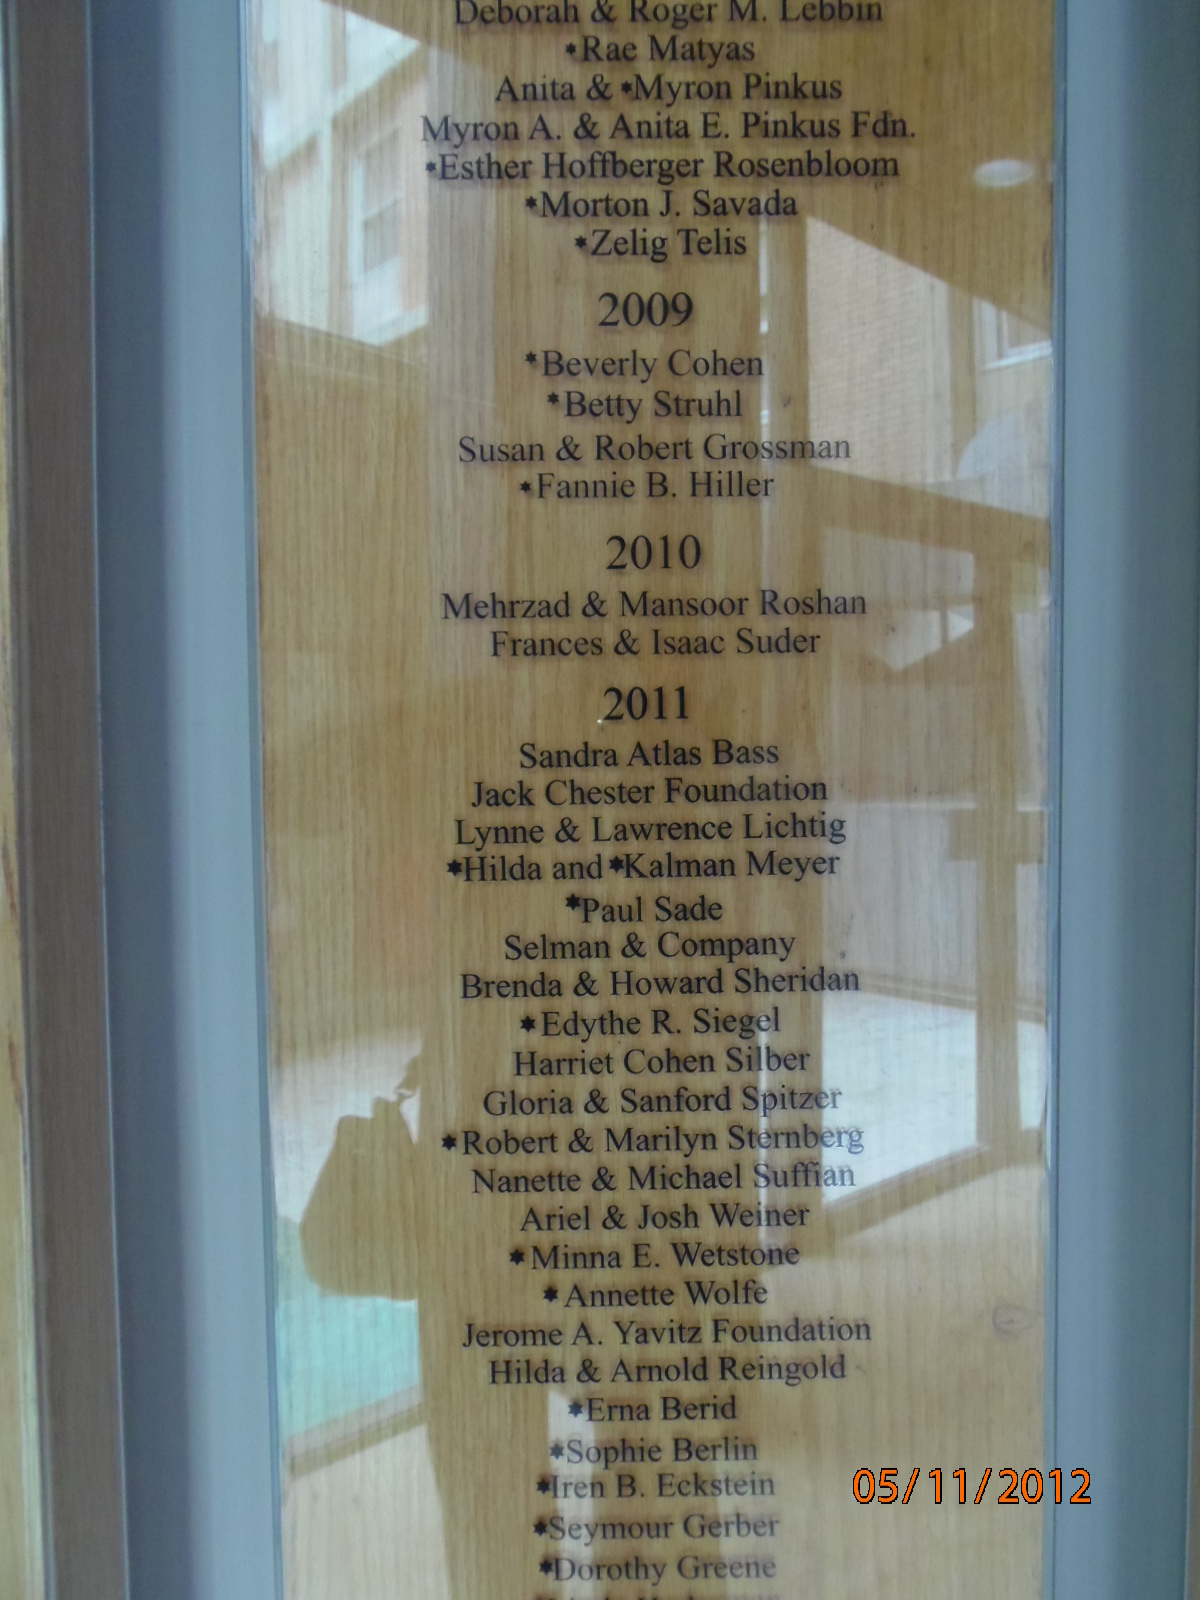 Deborah & Roger M. Lebbin
*Rae Matyas
Anita & *Myron Pinkus
Myron A. & Anita E. Pinkus Fdn.
*Esther Hoffberger Rosenbloom
*Morton J. Savada
*Zelig Telis
2009
*Beverly Cohen
*Betty Struhl
Susan & Robert Grossman
*Fannie B. Hiller
2010
Mehrzad & Mansoor Roshan
Frances & Isaac Suder
2011
Sandra Atlas Bass
Jack Chester Foundation
Lynne & Lawrence Lichtig
*Hilda and *Kalman Meyer
*Paul Sade
Selman & Company
Brenda & Howard Sheridan
*Edythe R. Siegel
Harriet Cohen Silber
Gloria & Sanford Spitzer
*Robert & Marilyn Sternberg
Nanette & Michael Suffian
Ariel & Josh Weiner
*Minna E. Wetstone
*Annette Wolfe
Jerome A. Yavitz Foundation
Hilda & Arnold Reingold
*Erna Berid
*Sophie Berlin
*Iren B. Eckstein
*Seymour Gerber
*Dorothy Greene
05/11/2012